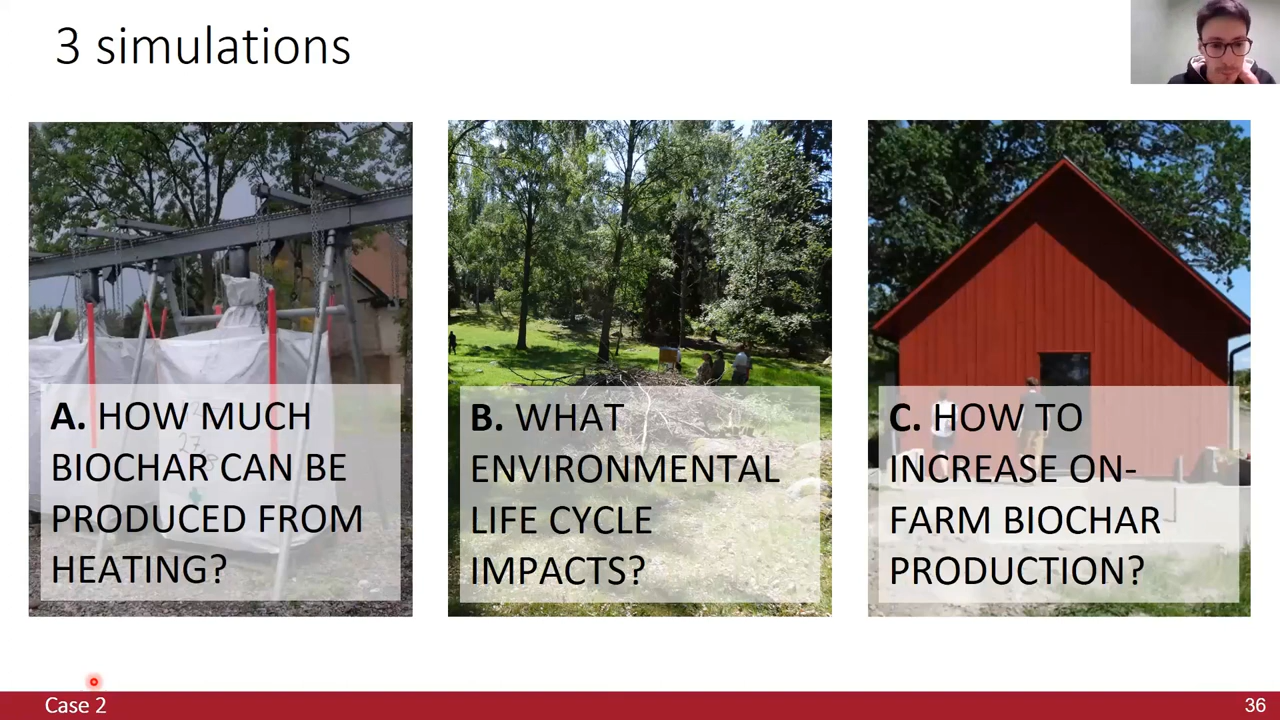 3 simulations
A. HOW MUCH
BIOCHAR CAN BE
PRODUCED FROM
HEATING?
B. WHAT
ENVIRONMENTAL
LIFE CYCLE
IMPACTS?
C. HOW TO
INCREASE ON-
FARM BIOCHAR
PRODUCTION?
Case 2
36